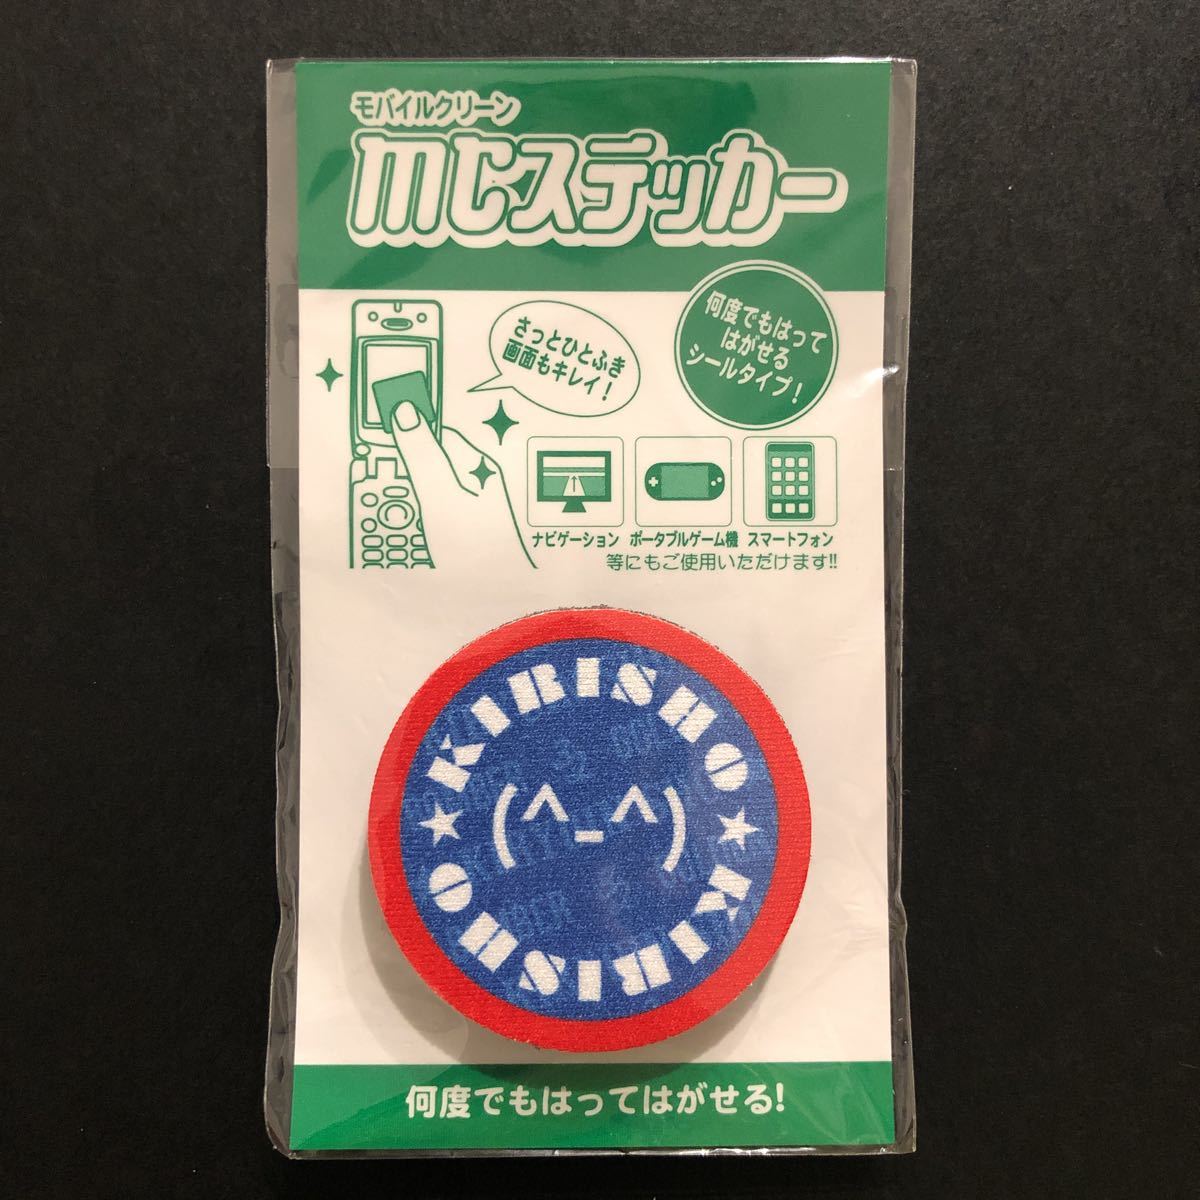 モバイルクリーン
mcステッカー
さっとひとふき
画面もキレイ!
何度でもはって
はがせる
シールタイプ!
ナビゲーション ポータブルゲーム機 スマートフォン
等にもご使用いただけます!!
★KIRISHO★KIRISHO
(^_^)
何度でもはってはがせる!